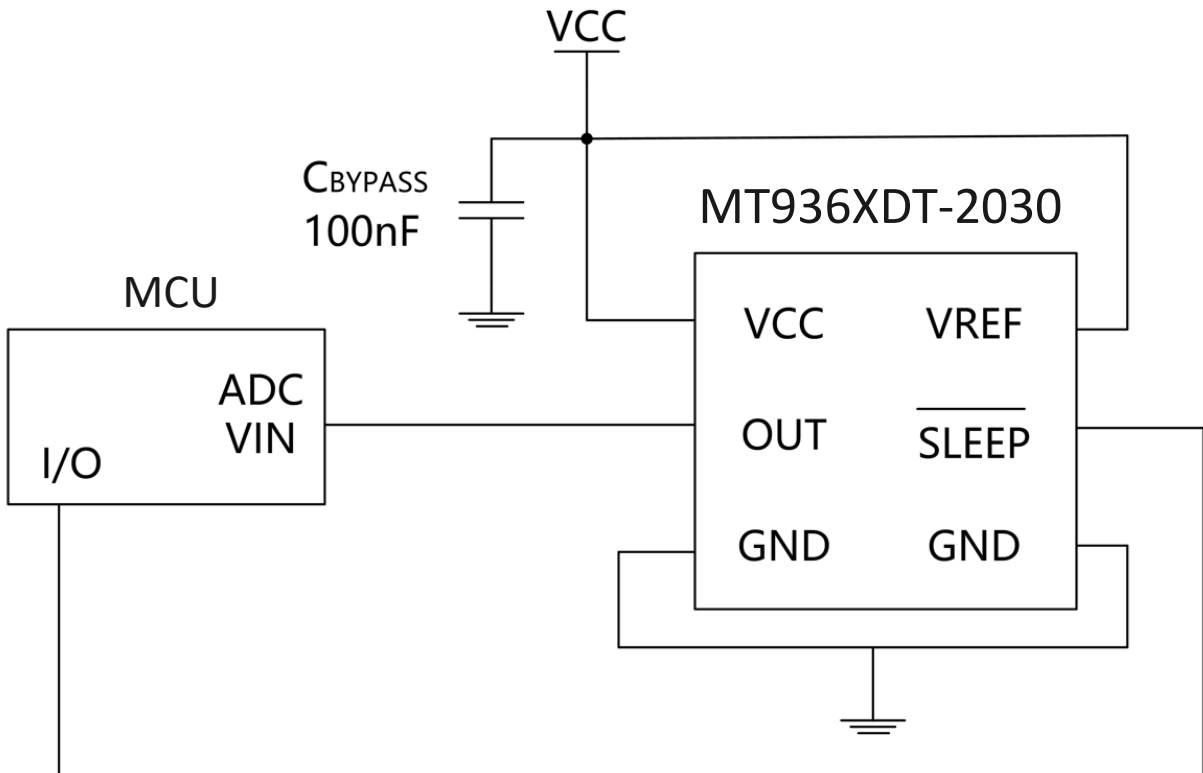 VCC
CBYPASS
100nF
MT936XDT-2030
MCU
ADC
VIN
I/O
VCC
VREF
OUT
SLEEP
GND
GND